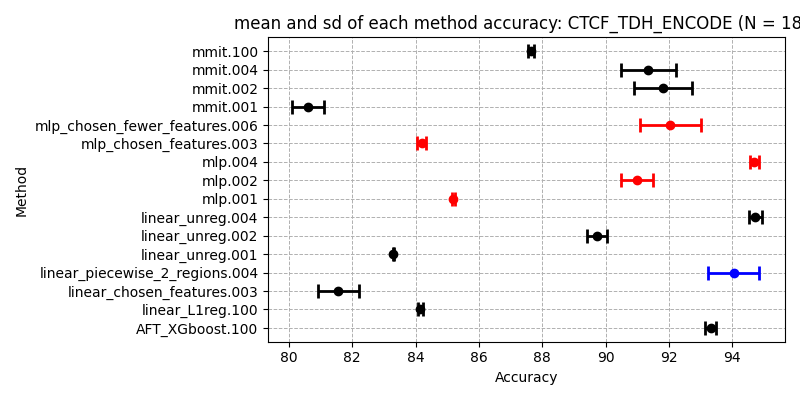 mean and sd of each method accuracy: CTCF_TDH_ENCODE (N = 18
mmit.100
mmit.004
mmit.002
mmit.001
mlp_chosen_fewer_features.006
mlp_chosen_features.003
mlp.004
mlp.002
mlp.001
linear_unreg.004
linear_unreg.002
linear_unreg.001
linear_piecewise_2_regions.004
linear_chosen_features.003
linear_L1reg.100
AFT_XGboost.100
Method
80 82 84 86 88 90 92 94
Accuracy